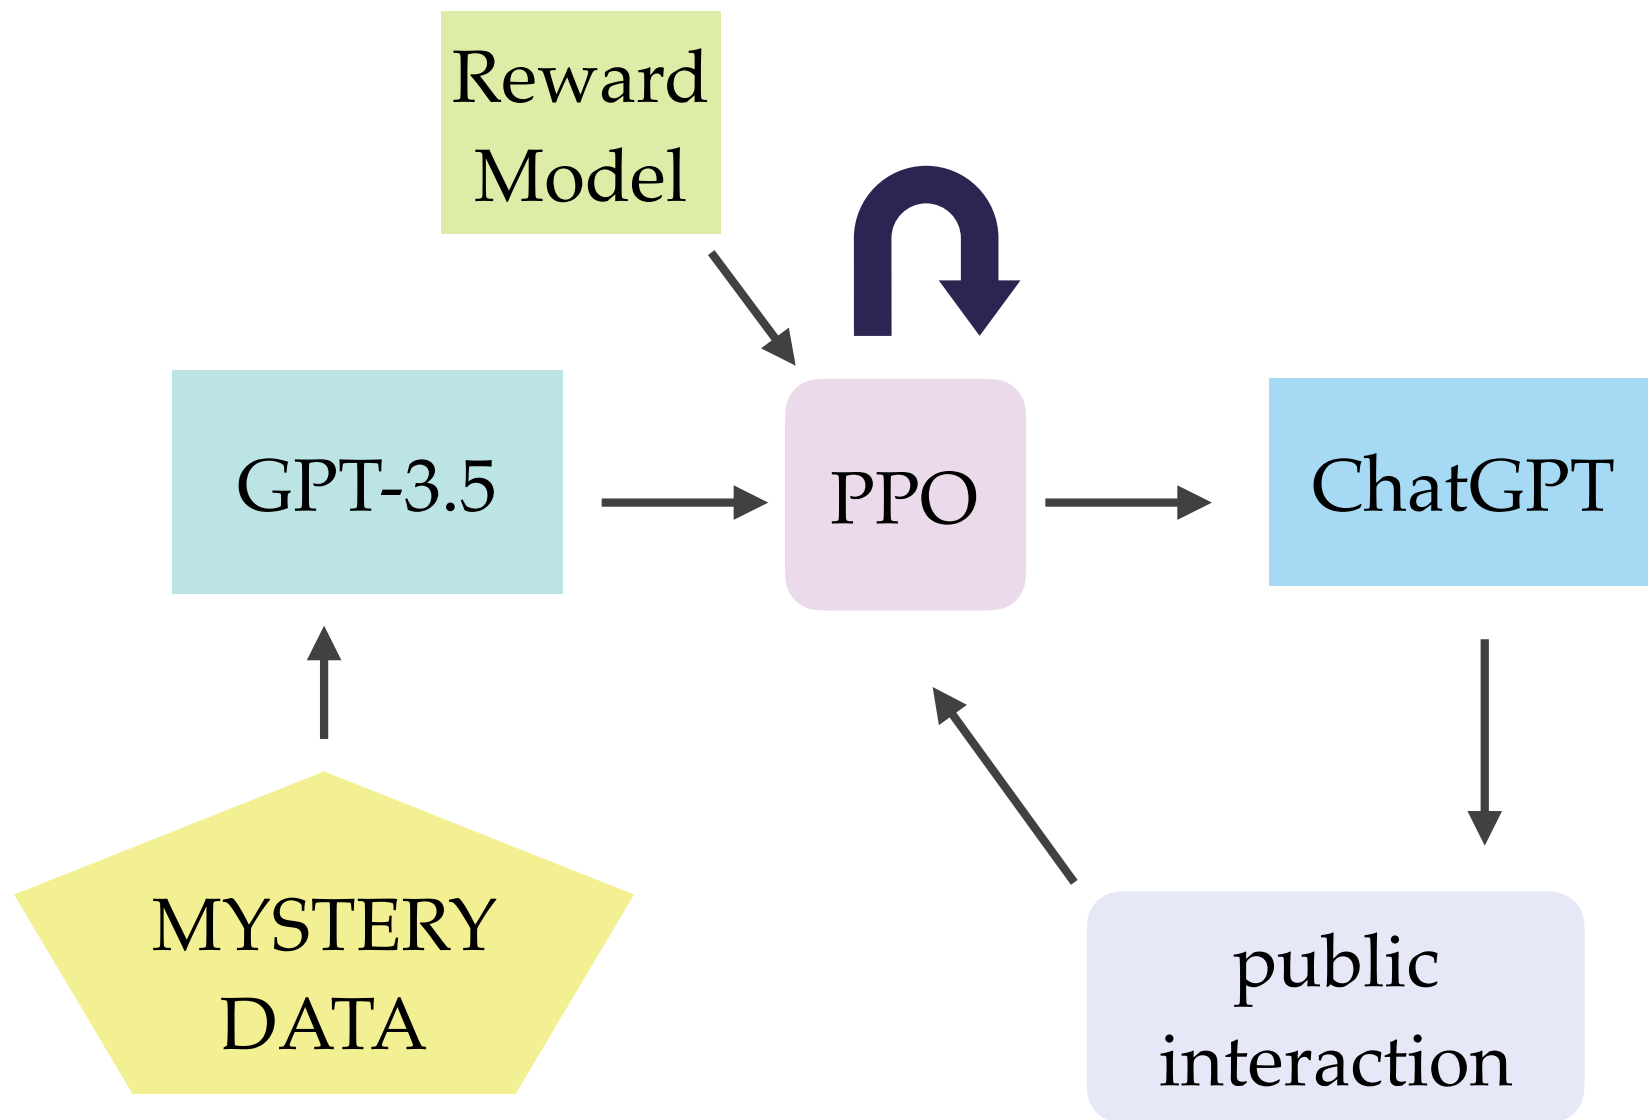 Reward
Model
GPT-3.5
PPO
ChatGPT
MYSTERY
DATA
public
interaction